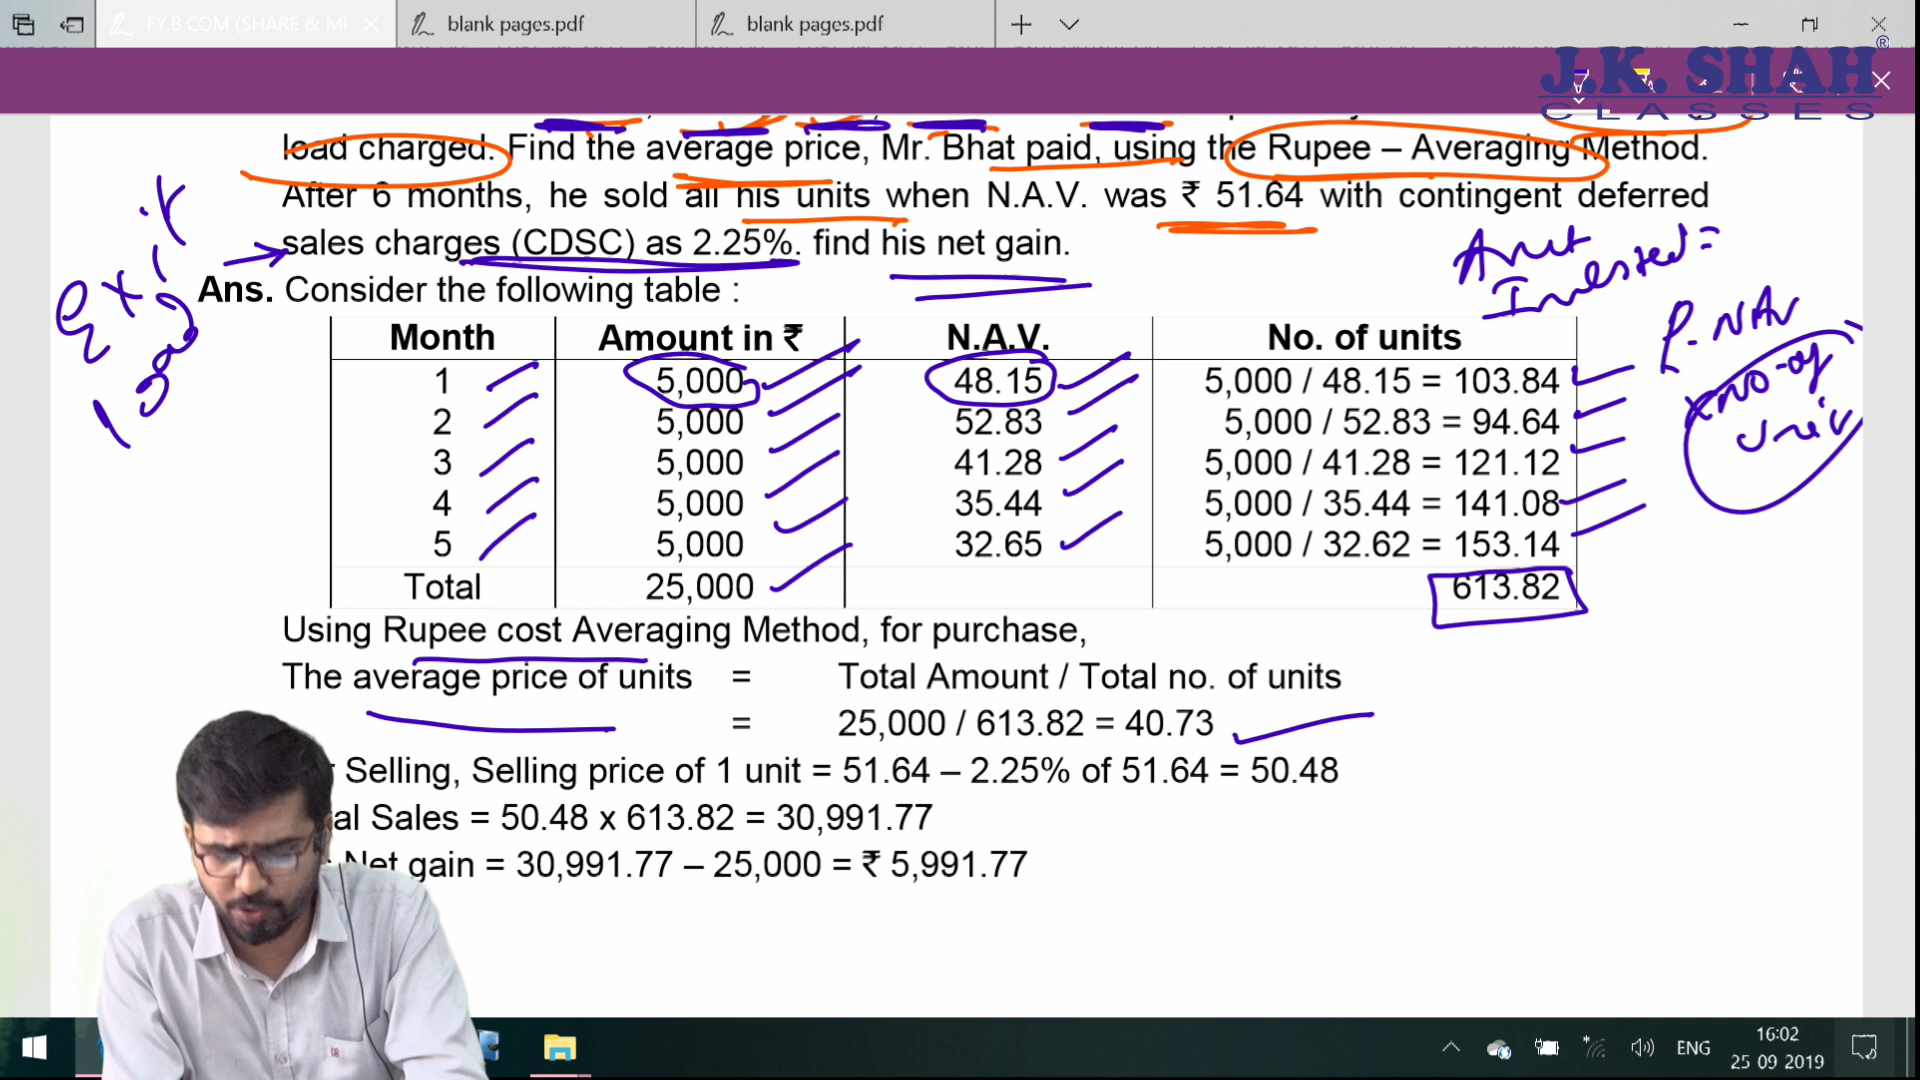 FY.B.COM (SHARE & MU
blank pages.pdf
blank pages.pdf
J.K. SHAH®
CLASSES
load charged. Find the average price, Mr. Bhat paid, using the Rupee – Averaging Method.
After 6 months, he sold all his units when N.A.V. was ₹ 51.64 with contingent deferred
sales charges (CDSC) as 2.25%. find his net gain.
Exit
load
Ans. Consider the following table :
Amt
Invested =
P. NAV
x No. of
Unit
Month Amount in ₹ N.A.V. No. of units
1 5,000 48.15 5,000 / 48.15 = 103.84
2 5,000 52.83 5,000 / 52.83 = 94.64
3 5,000 41.28 5,000 / 41.28 = 121.12
4 5,000 35.44 5,000 / 35.44 = 141.08
5 5,000 32.65 5,000 / 32.62 = 153.14
Total 25,000 613.82
Using Rupee cost Averaging Method, for purchase,
The average price of units = Total Amount / Total no. of units
= 25,000 / 613.82 = 40.73
Selling, Selling price of 1 unit = 51.64 – 2.25% of 51.64 = 50.48
al Sales = 50.48 x 613.82 = 30,991.77
Net gain = 30,991.77 – 25,000 = ₹ 5,991.77
ENG
16:02
25 09 2019